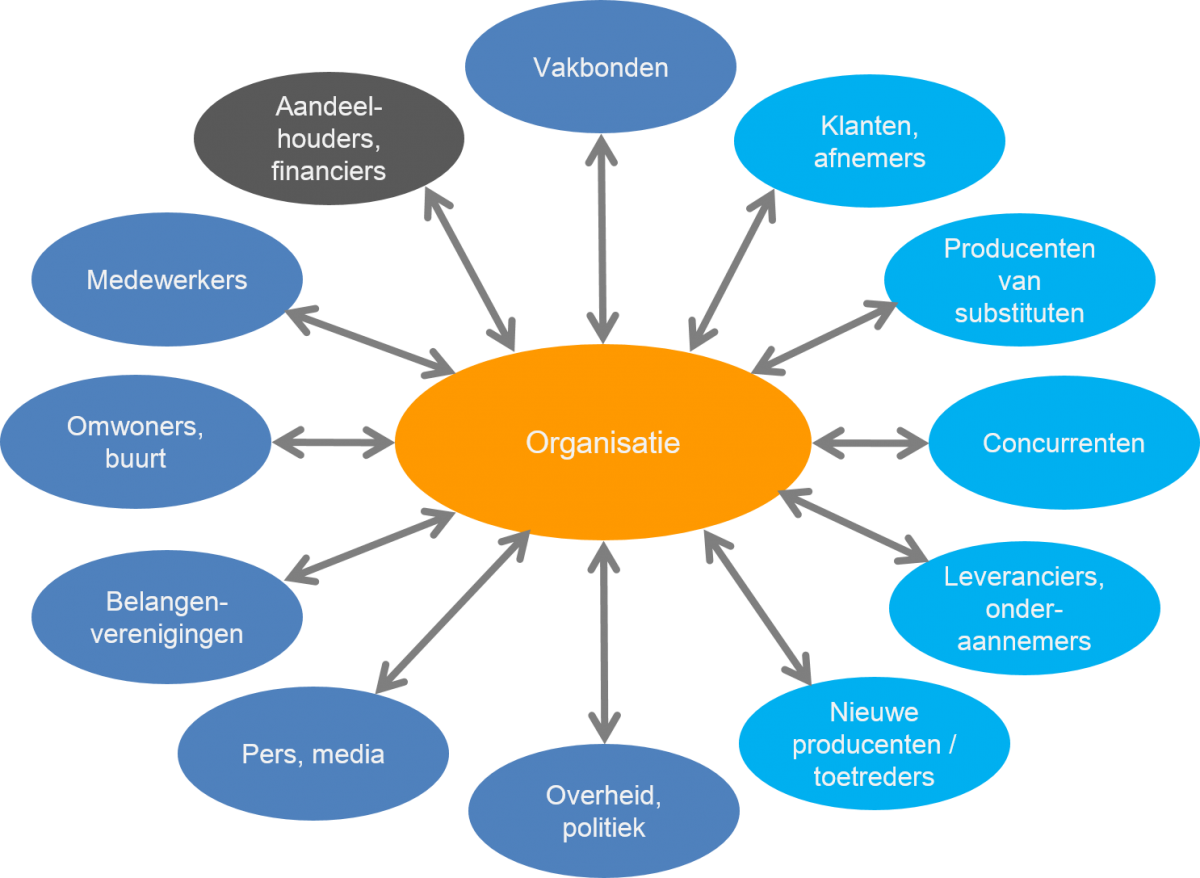 Vakbonden
Aandeel-
houders,
financiers
Klanten,
afnemers
Medewerkers
Producenten
van
substituten
Omwoners,
buurt
Organisatie
Concurrenten
Belangen-
verenigingen
Leveranciers,
onder-
aannemers
Pers, media
Nieuwe
producenten /
toetreders
Overheid,
politiek